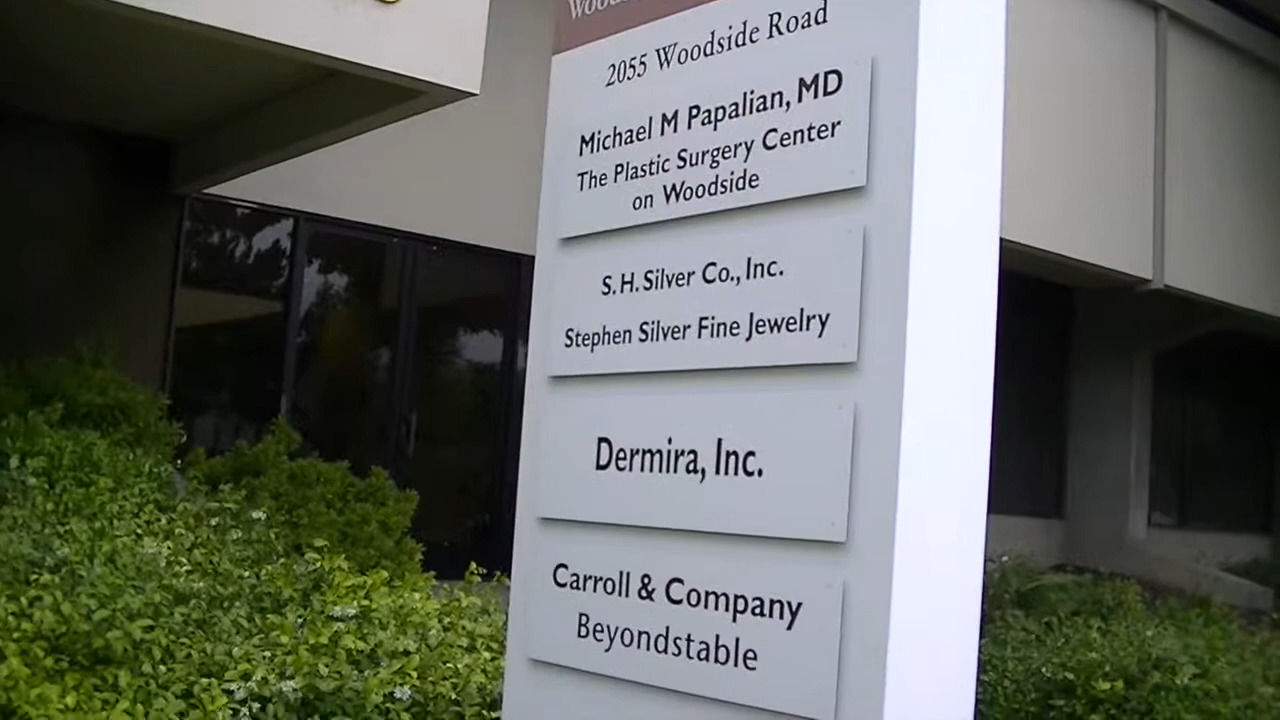 2055 Woodside Road
Michael M Papalian, MD
The Plastic Surgery Center
on Woodside
S.H. Silver Co., Inc.
Stephen Silver Fine Jewelry
Dermira, Inc.
Carroll & Company
Beyondstable